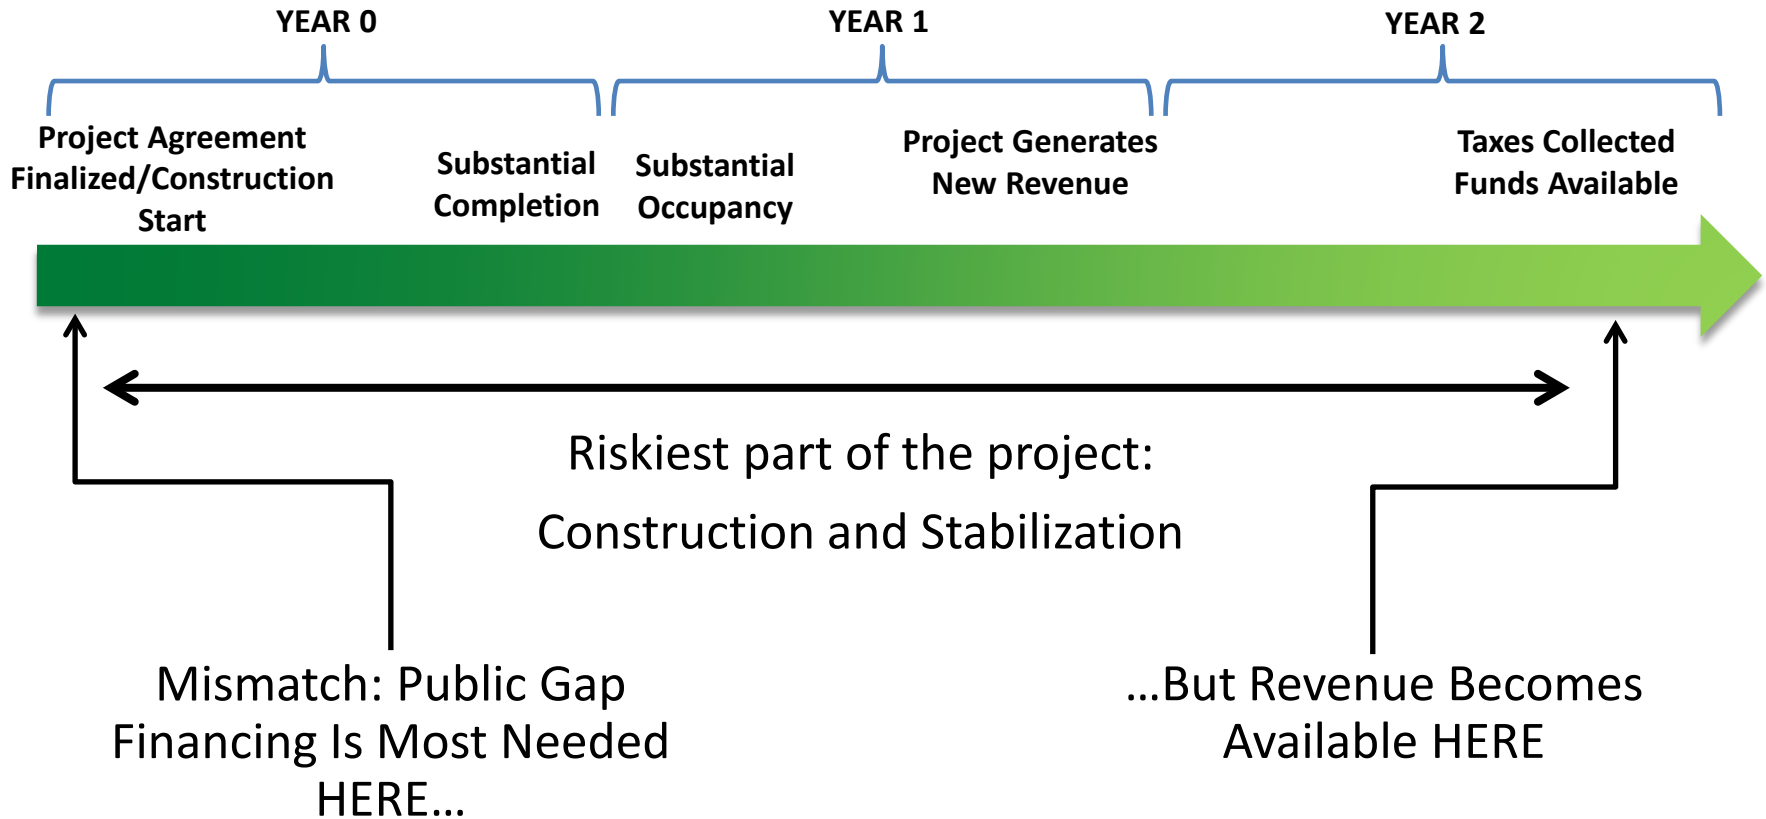 YEAR 0
YEAR 1
YEAR 2
Project Agreement
Finalized/Construction
Start
Substantial
Completion
Substantial
Occupancy
Project Generates
New Revenue
Taxes Collected
Funds Available
Riskiest part of the project:
Construction and Stabilization
Mismatch: Public Gap
Financing Is Most Needed
HERE...
...But Revenue Becomes
Available HERE